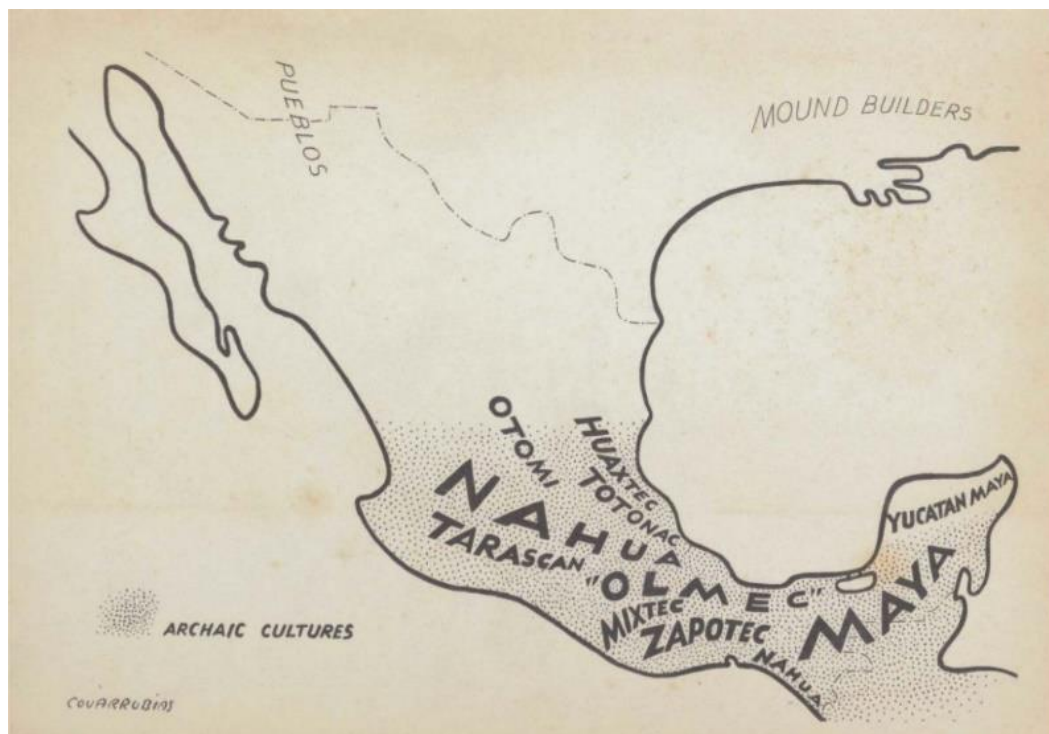 PUEBLOS
MOUND BUILDERS
OTOMI
HUAXTEC
TOTONAC
NAHUA
TARASCAN
"OLMEC"
MIXTEC
ZAPOTEC
NAHUA
MAYA
YUCATAN MAYA
ARCHAIC CULTURES
COVARRUBIAS